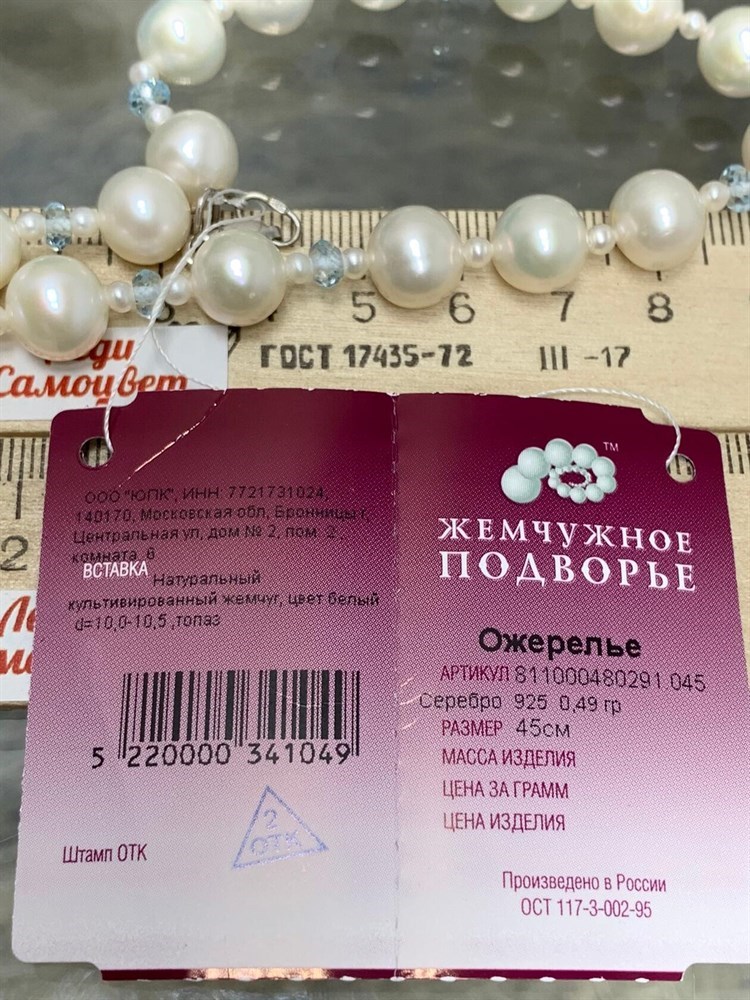 5 6 7 8
ГОСТ 17435-72 III -17
Самоцвет
2
ООО "ЮПК", ИНН: 7721731024,
140170, Московская обл, Бронницы г,
Центральная ул, дом № 2, пом. 2,
комната 6
ВСТАВКА
Натуральный
культивированный жемчуг, цвет белый
d=10,0-10,5 ,топаз
5 220000 341049
2
ОТК
Штамп ОТК
TM
ЖЕМЧУЖНОЕ
ПОДВОРЬЕ
Ожерелье
АРТИКУЛ 811000480291 045
Серебро 925 0,49 гр
РАЗМЕР 45см
МАССА ИЗДЕЛИЯ
ЦЕНА ЗА ГРАММ
ЦЕНА ИЗДЕЛИЯ
Произведено в России
ОСТ 117-3-002-95